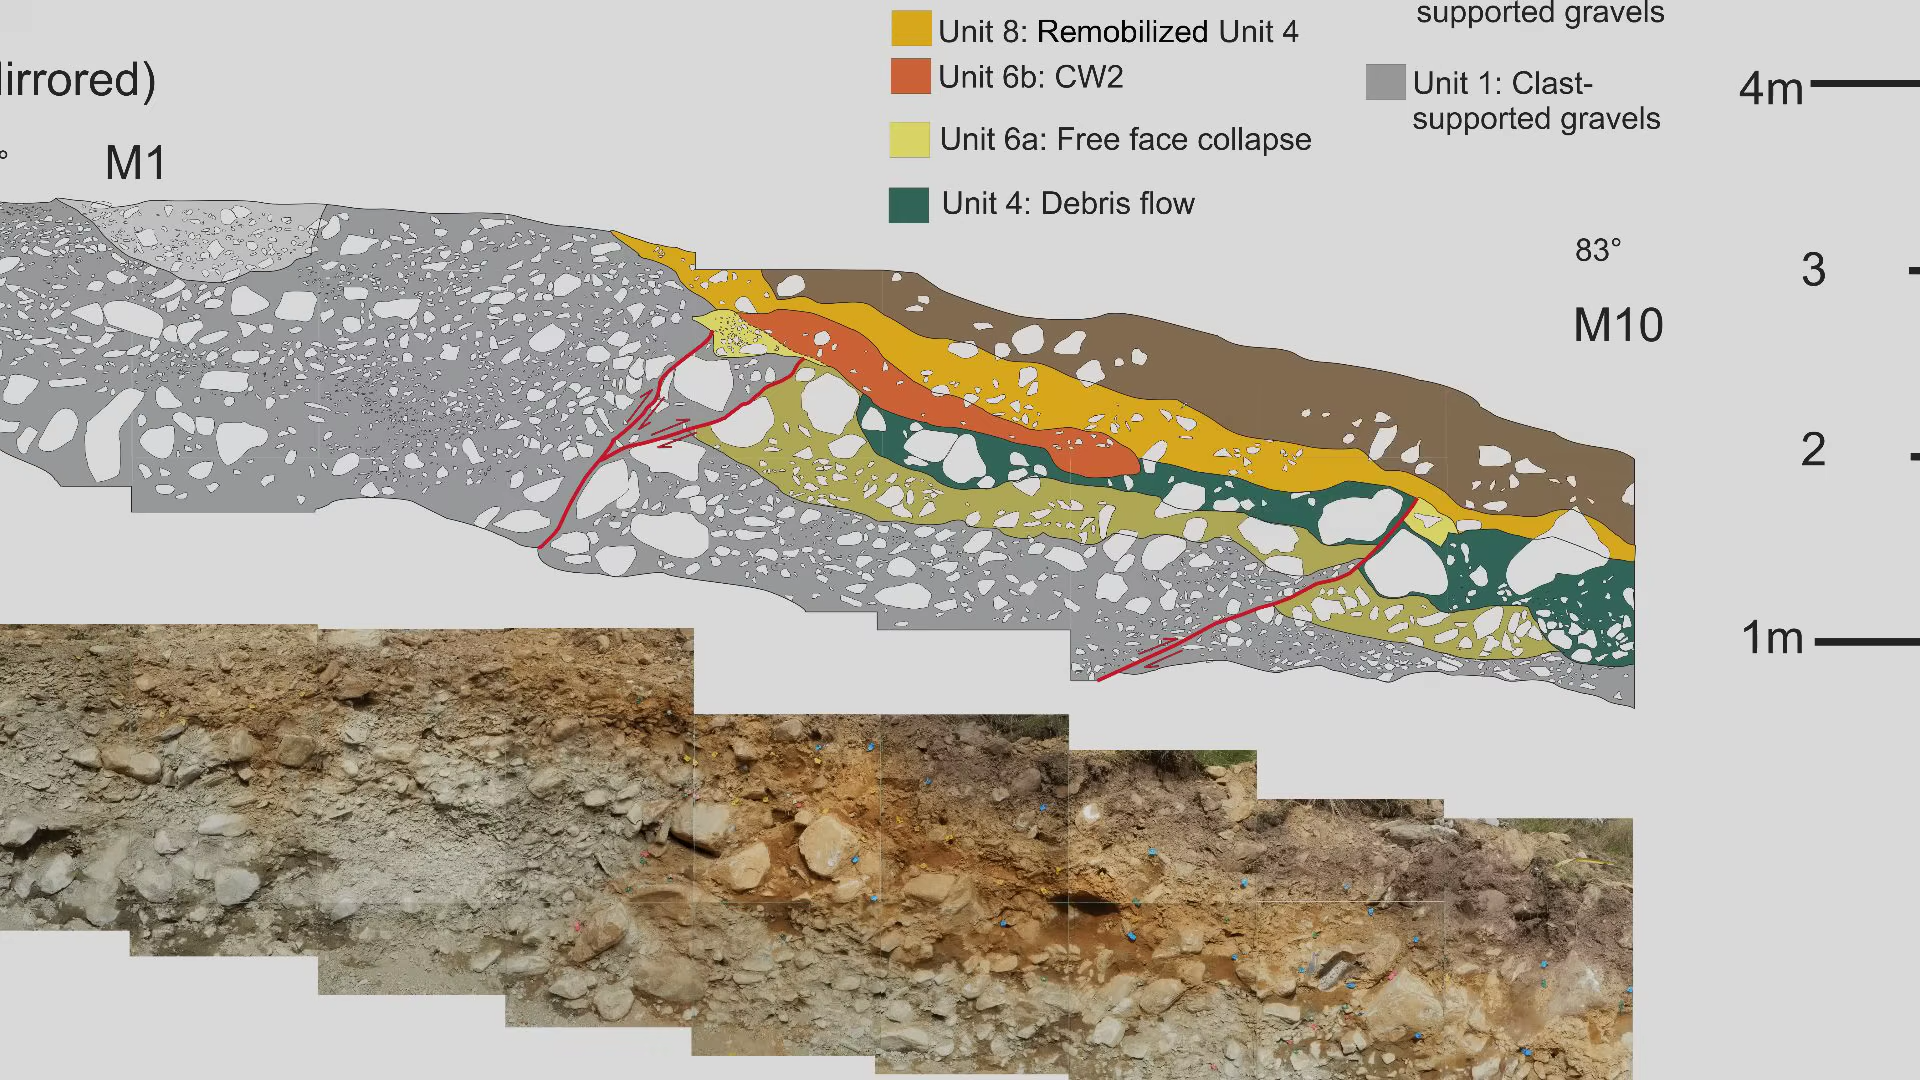 supported gravels
Unit 8: Remobilized Unit 4
Unit 6b: CW2
Unit 1: Clast-
supported gravels
4m
irrored)
Unit 6a: Free face collapse
°
M1
Unit 4: Debris flow
83°
3
M10
2
1m